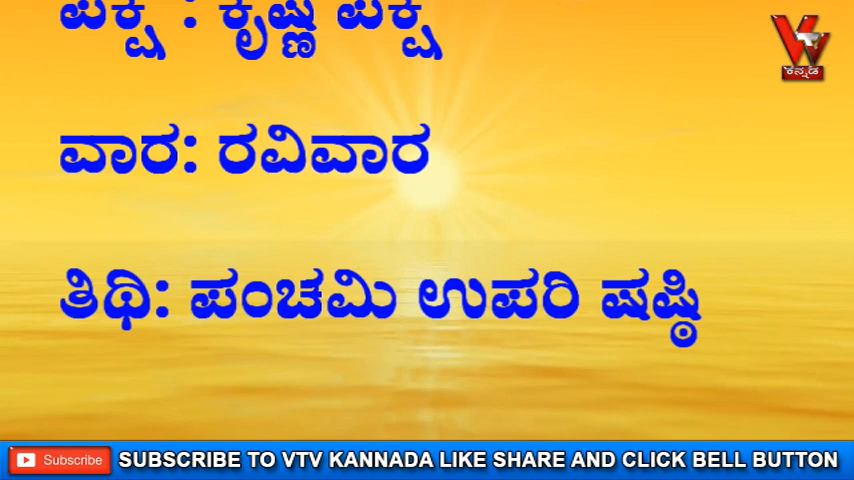 ಪಕ್ಷ : ಕೃಷ್ಣ ಪಕ್ಷ
ಕನ್ನಡ
ವಾರ: ರವಿವಾರ
ತಿಥಿ: ಪಂಚಮಿ ಉಪರಿ ಷಷ್ಠಿ
Subscribe SUBSCRIBE TO VTV KANNADA LIKE SHARE AND CLICK BELL BUTTON